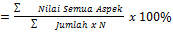 = Σ Nilai Semua Aspek / Σ Jumlah x N x 100%